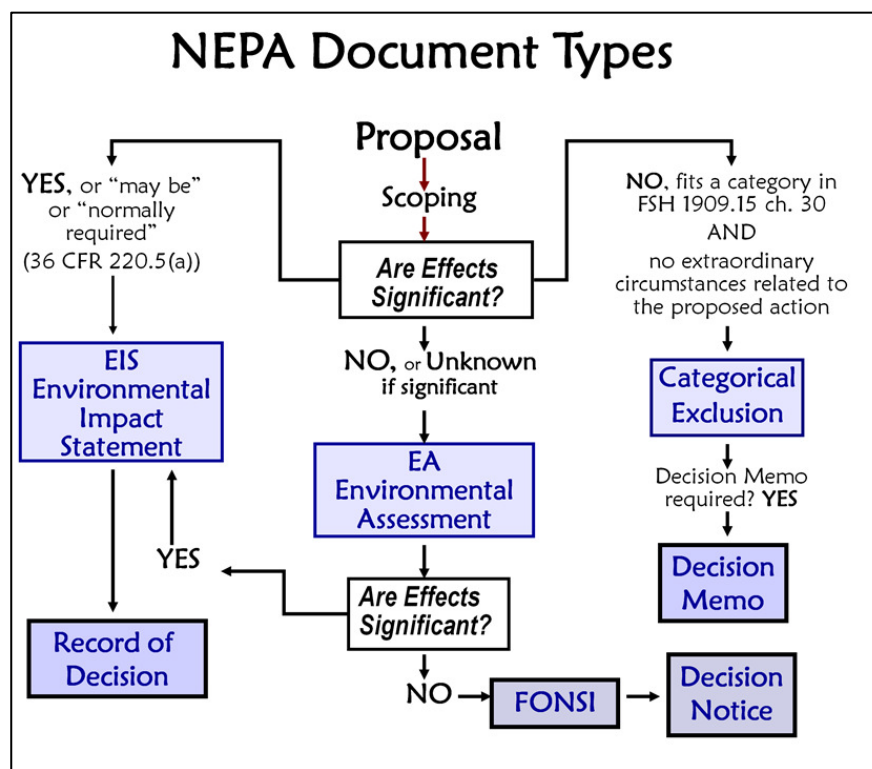 NEPA Document Types
Proposal
Scoping
Are Effects
Significant?
YES, or “may be”
or “normally
required”
(36 CFR 220.5(a))
EIS
Environmental
Impact
Statement
Record of
Decision
NO, or Unknown
if significant
EA
Environmental
Assessment
Are Effects
Significant?
YES
NO
FONSI
Decision
Notice
NO, fits a category in
FSH 1909.15 ch. 30
AND
no extraordinary
circumstances related to
the proposed action
Categorical
Exclusion
Decision Memo
required? YES
Decision
Memo